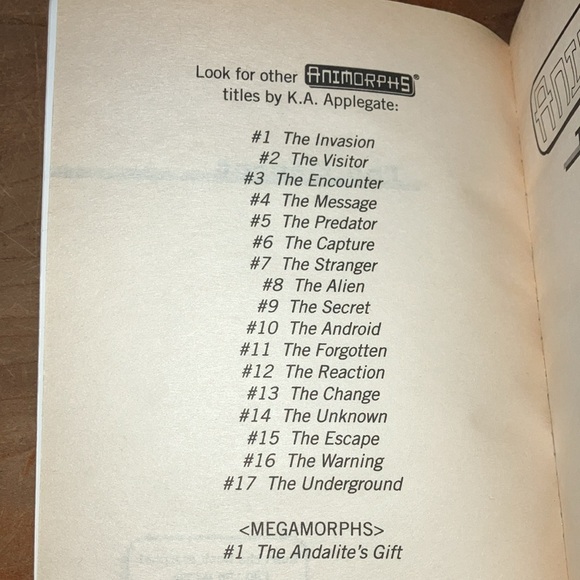 Look for other ANIMORPHS®
titles by K.A. Applegate:
#1 The Invasion
#2 The Visitor
#3 The Encounter
#4 The Message
#5 The Predator
#6 The Capture
#7 The Stranger
#8 The Alien
#9 The Secret
#10 The Android
#11 The Forgotten
#12 The Reaction
#13 The Change
#14 The Unknown
#15 The Escape
#16 The Warning
#17 The Underground
<MEGAMORPHS>
#1 The Andalite's Gift